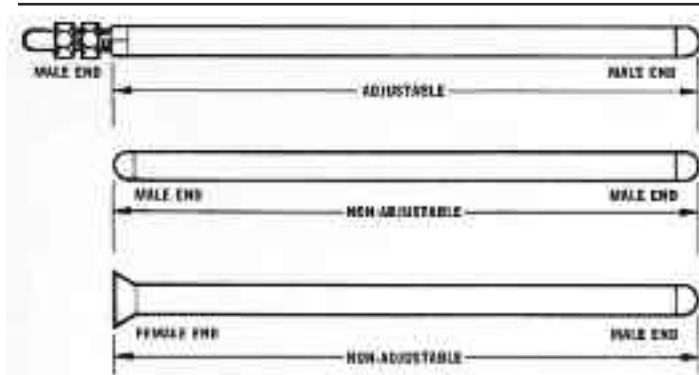 MALE END MALE END
ADJUSTABLE
MALE END MALE END
NON-ADJUSTABLE
FEMALE END MALE END
NON-ADJUSTABLE